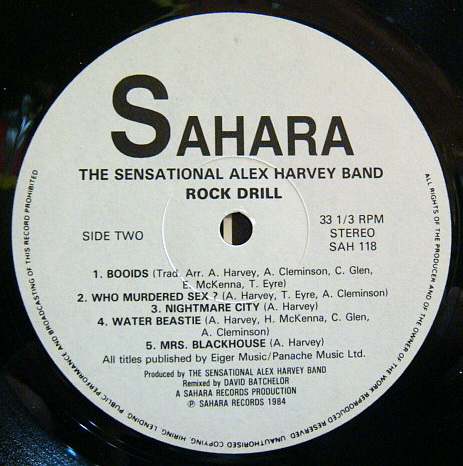 SAHARA
THE SENSATIONAL ALEX HARVEY BAND
ROCK DRILL
SIDE TWO
33 1/3 RPM
STEREO
SAH 118
1. BOOIDS (Trad. Arr. A. Harvey, A. Cleminson, C. Glen,
E. McKenna, T. Eyre)
2. WHO MURDERED SEX ? (A. Harvey, T. Eyre, A. Cleminson)
3. NIGHTMARE CITY (A. Harvey)
4. WATER BEASTIE (A. Harvey, H. McKenna, C. Glen,
A. Cleminson)
5. MRS. BLACKHOUSE (A. Harvey)
All titles published by Eiger Music/Panache Music Ltd.
Produced by THE SENSATIONAL ALEX HARVEY BAND
Remixed by DAVID BATCHELOR
A SAHARA RECORDS PRODUCTION
℗ SAHARA RECORDS 1984
ALL RIGHTS OF THE PRODUCER AND OF THE OWNER OF THE WORK REPRODUCED RESERVED. UNAUTHORISED COPYING, HIRING, LENDING, PUBLIC PERFORMANCE AND BROADCASTING OF THIS RECORD PROHIBITED